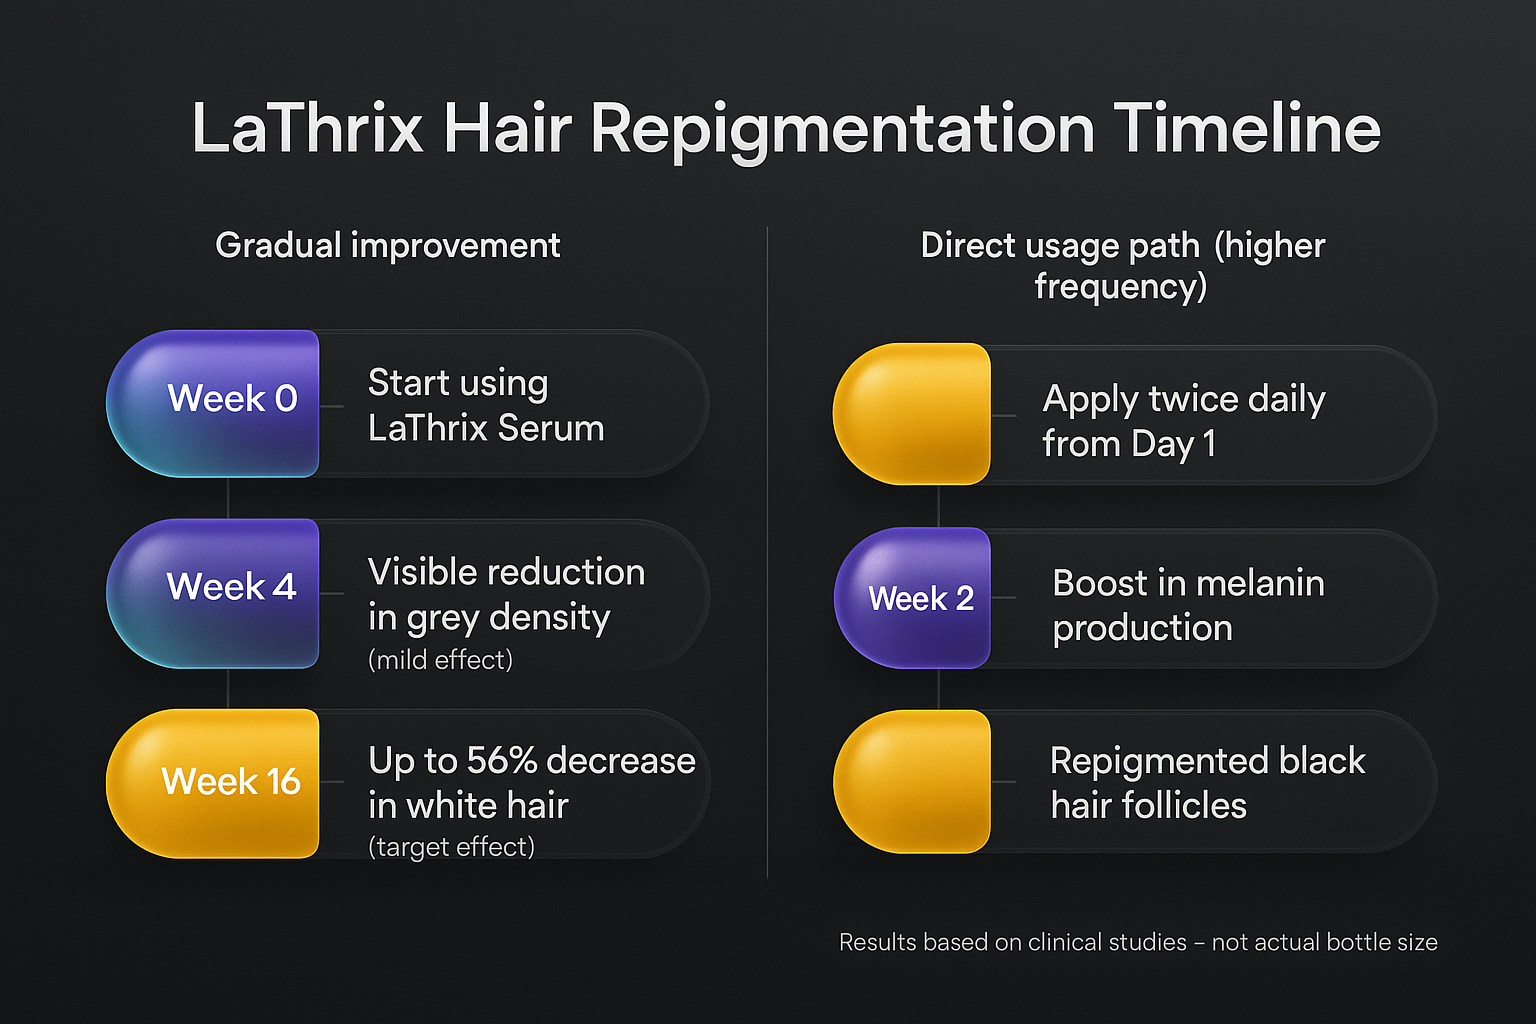 LaThrix Hair Repigmentation Timeline
Gradual improvement
Week 0
Start using
LaThrix Serum
Week 4
Visible reduction
in grey density
(mild effect)
Week 16
Up to 56% decrease
in white hair
(target effect)
Direct usage path (higher
frequency)
Apply twice daily
from Day 1
Week 2
Boost in melanin
production
Repigmented black
hair follicles
Results based on clinical studies – not actual bottle size